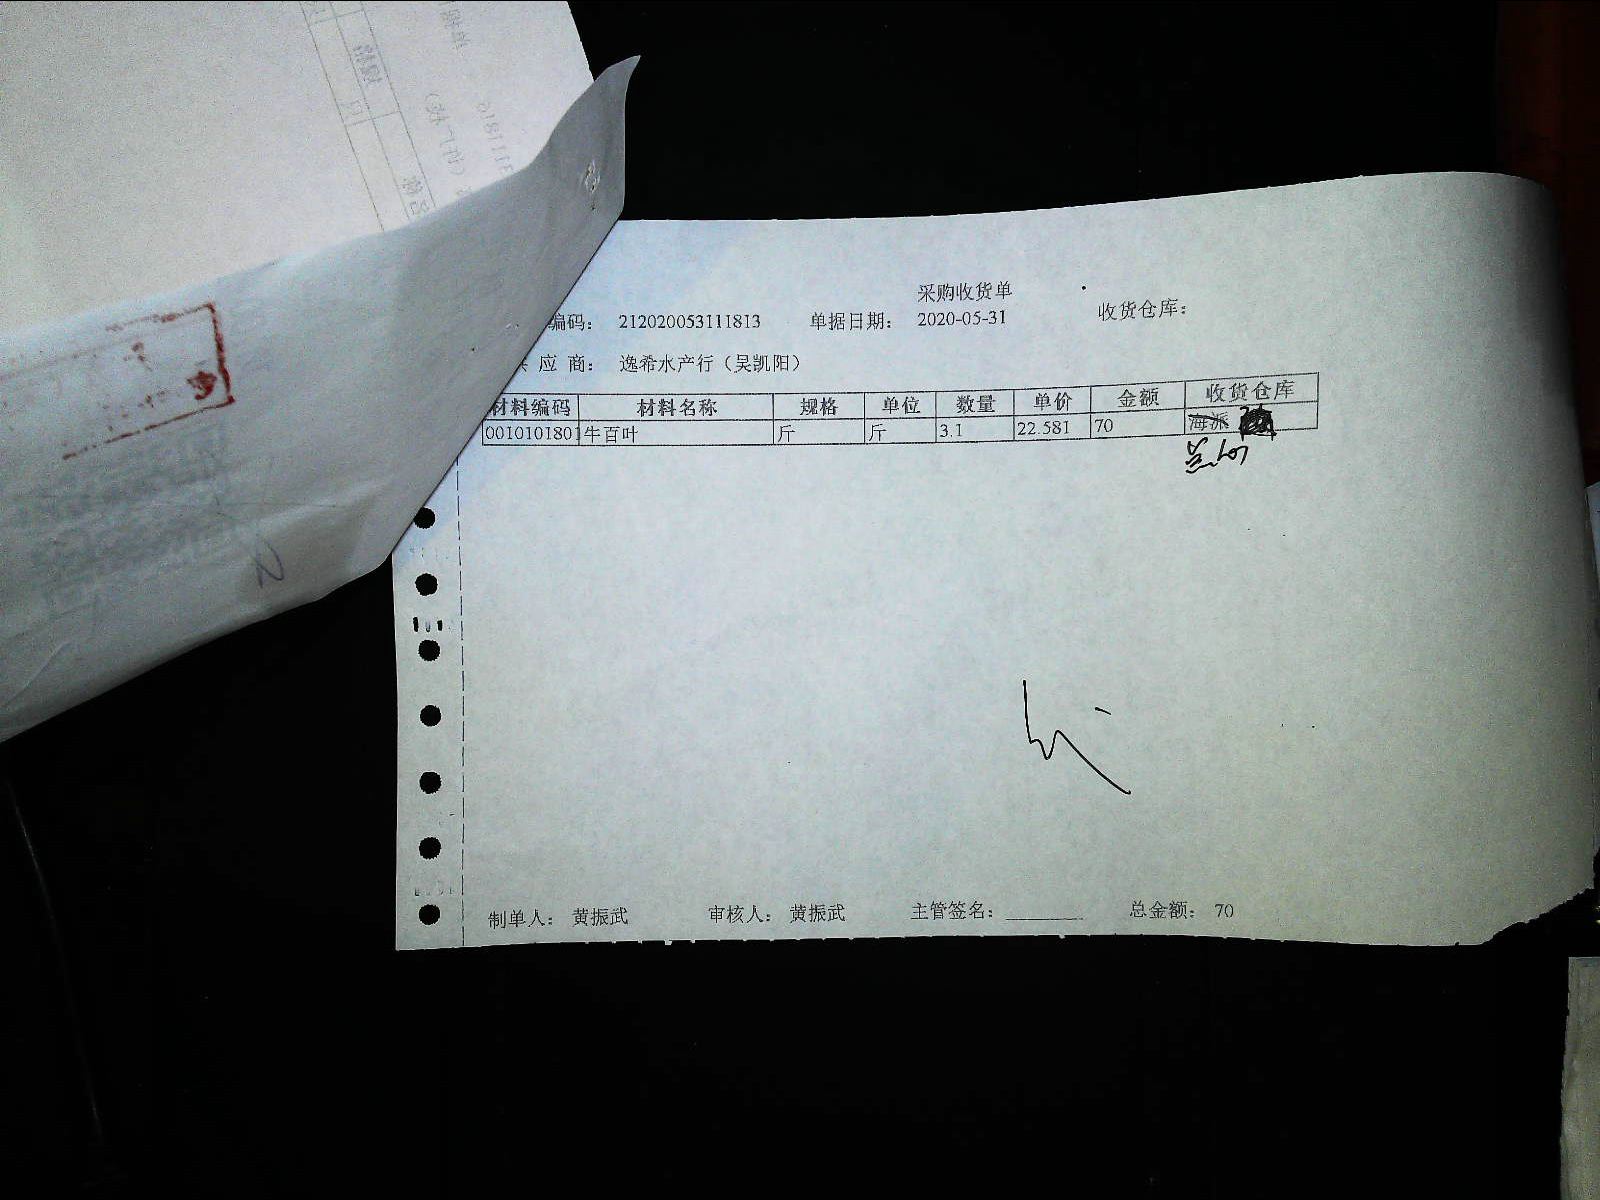 采购收货单
编码： 212020053111813 单据日期： 2020-05-31 收货仓库：
应 商： 逸希水产行（吴凯阳）
材料编码 材料名称 规格 单位 数量 单价 金额 收货仓库
0010101801 牛百叶 斤 斤 3.1 22.581 70 海派
制单人： 黄振武 审核人： 黄振武 主管签名： 总金额： 70